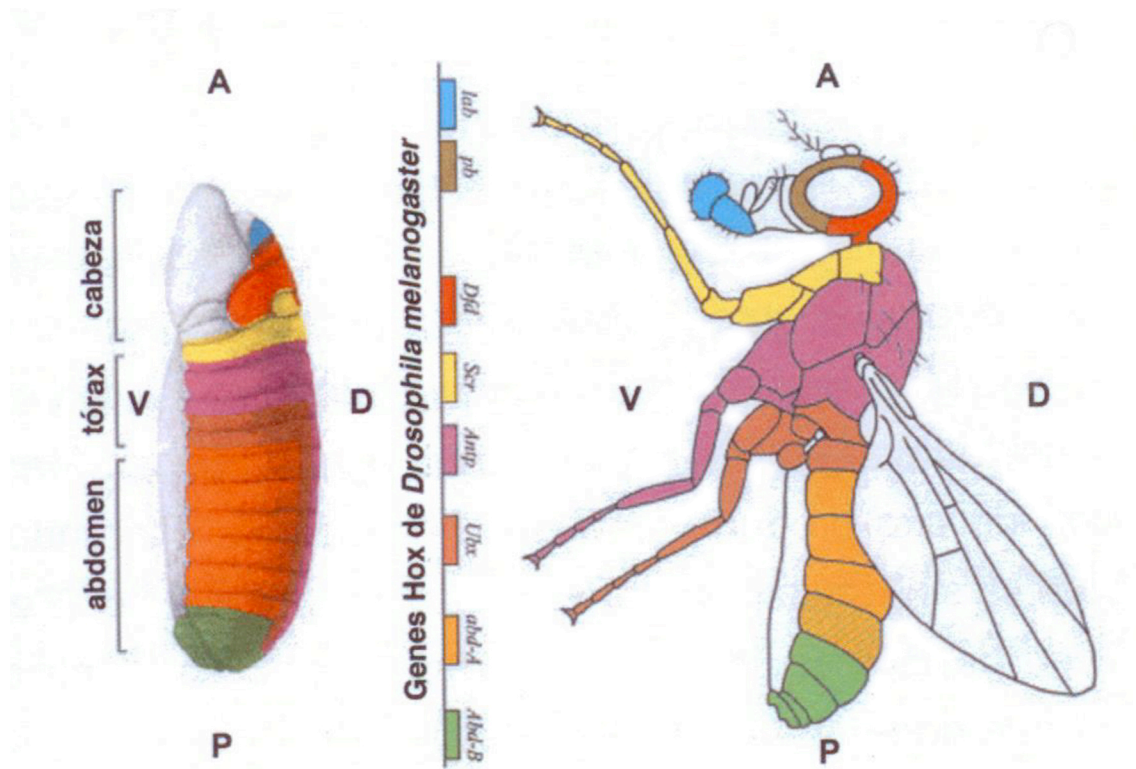 A
cabeza
tórax
abdomen
V
D
P
Genes Hox de Drosophila melanogaster
lab
pb
Dfd
Scr
Antp
Ubx
abd-A
Abd-B
A
V
D
P